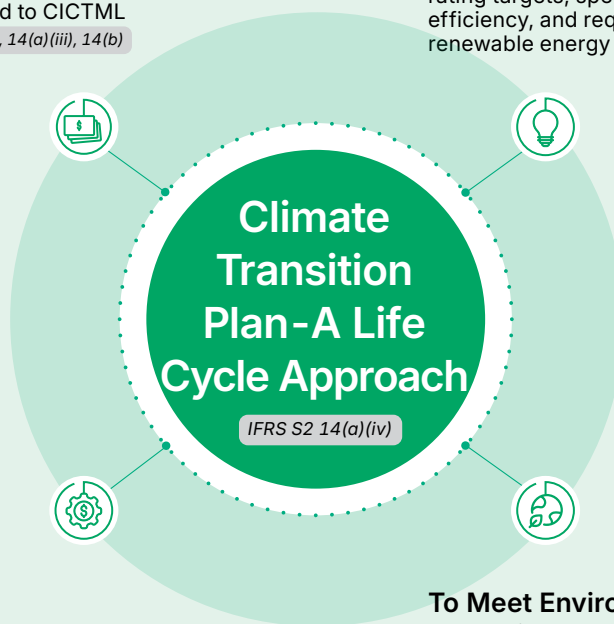 d to CICTML
, 14(a)(iii), 14(b)
efficiency, and req
renewable energy
Climate
Transition
Plan-A Life
Cycle Approach
IFRS S2 14(a)(iv)
To Meet Enviro